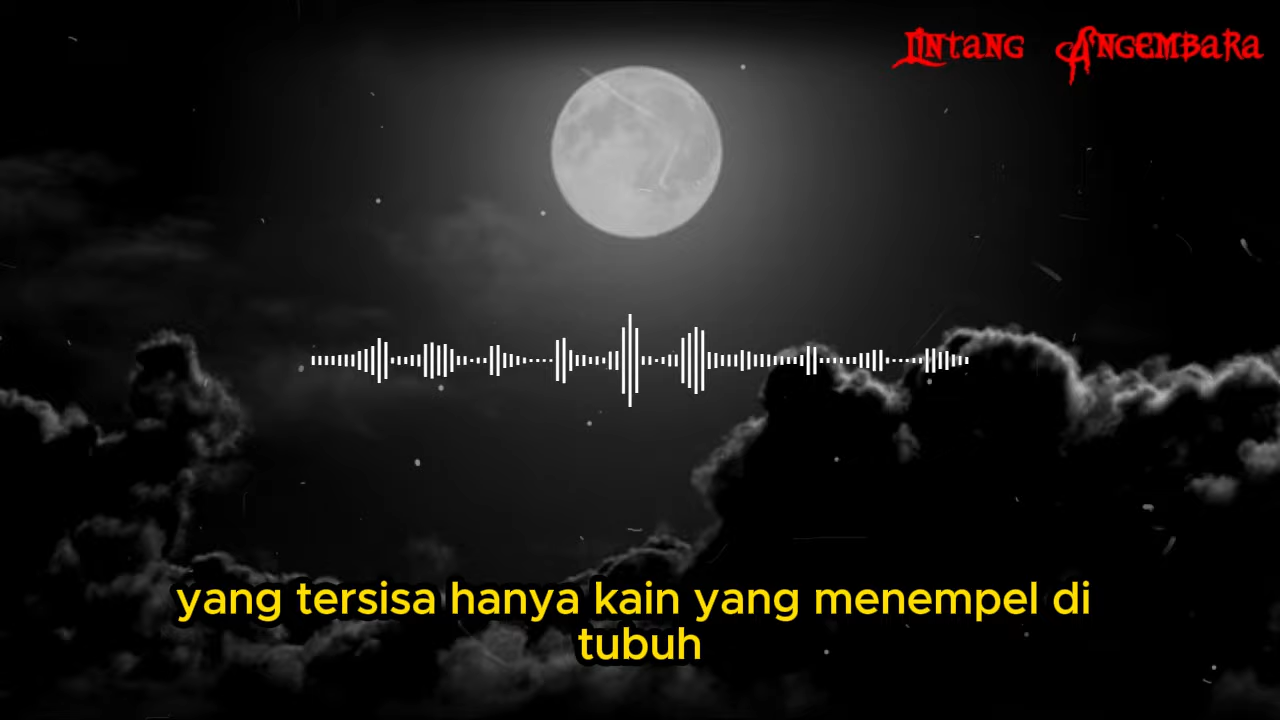 Lintang Angembara
yang tersisa hanya kain yang menempel di
tubuh